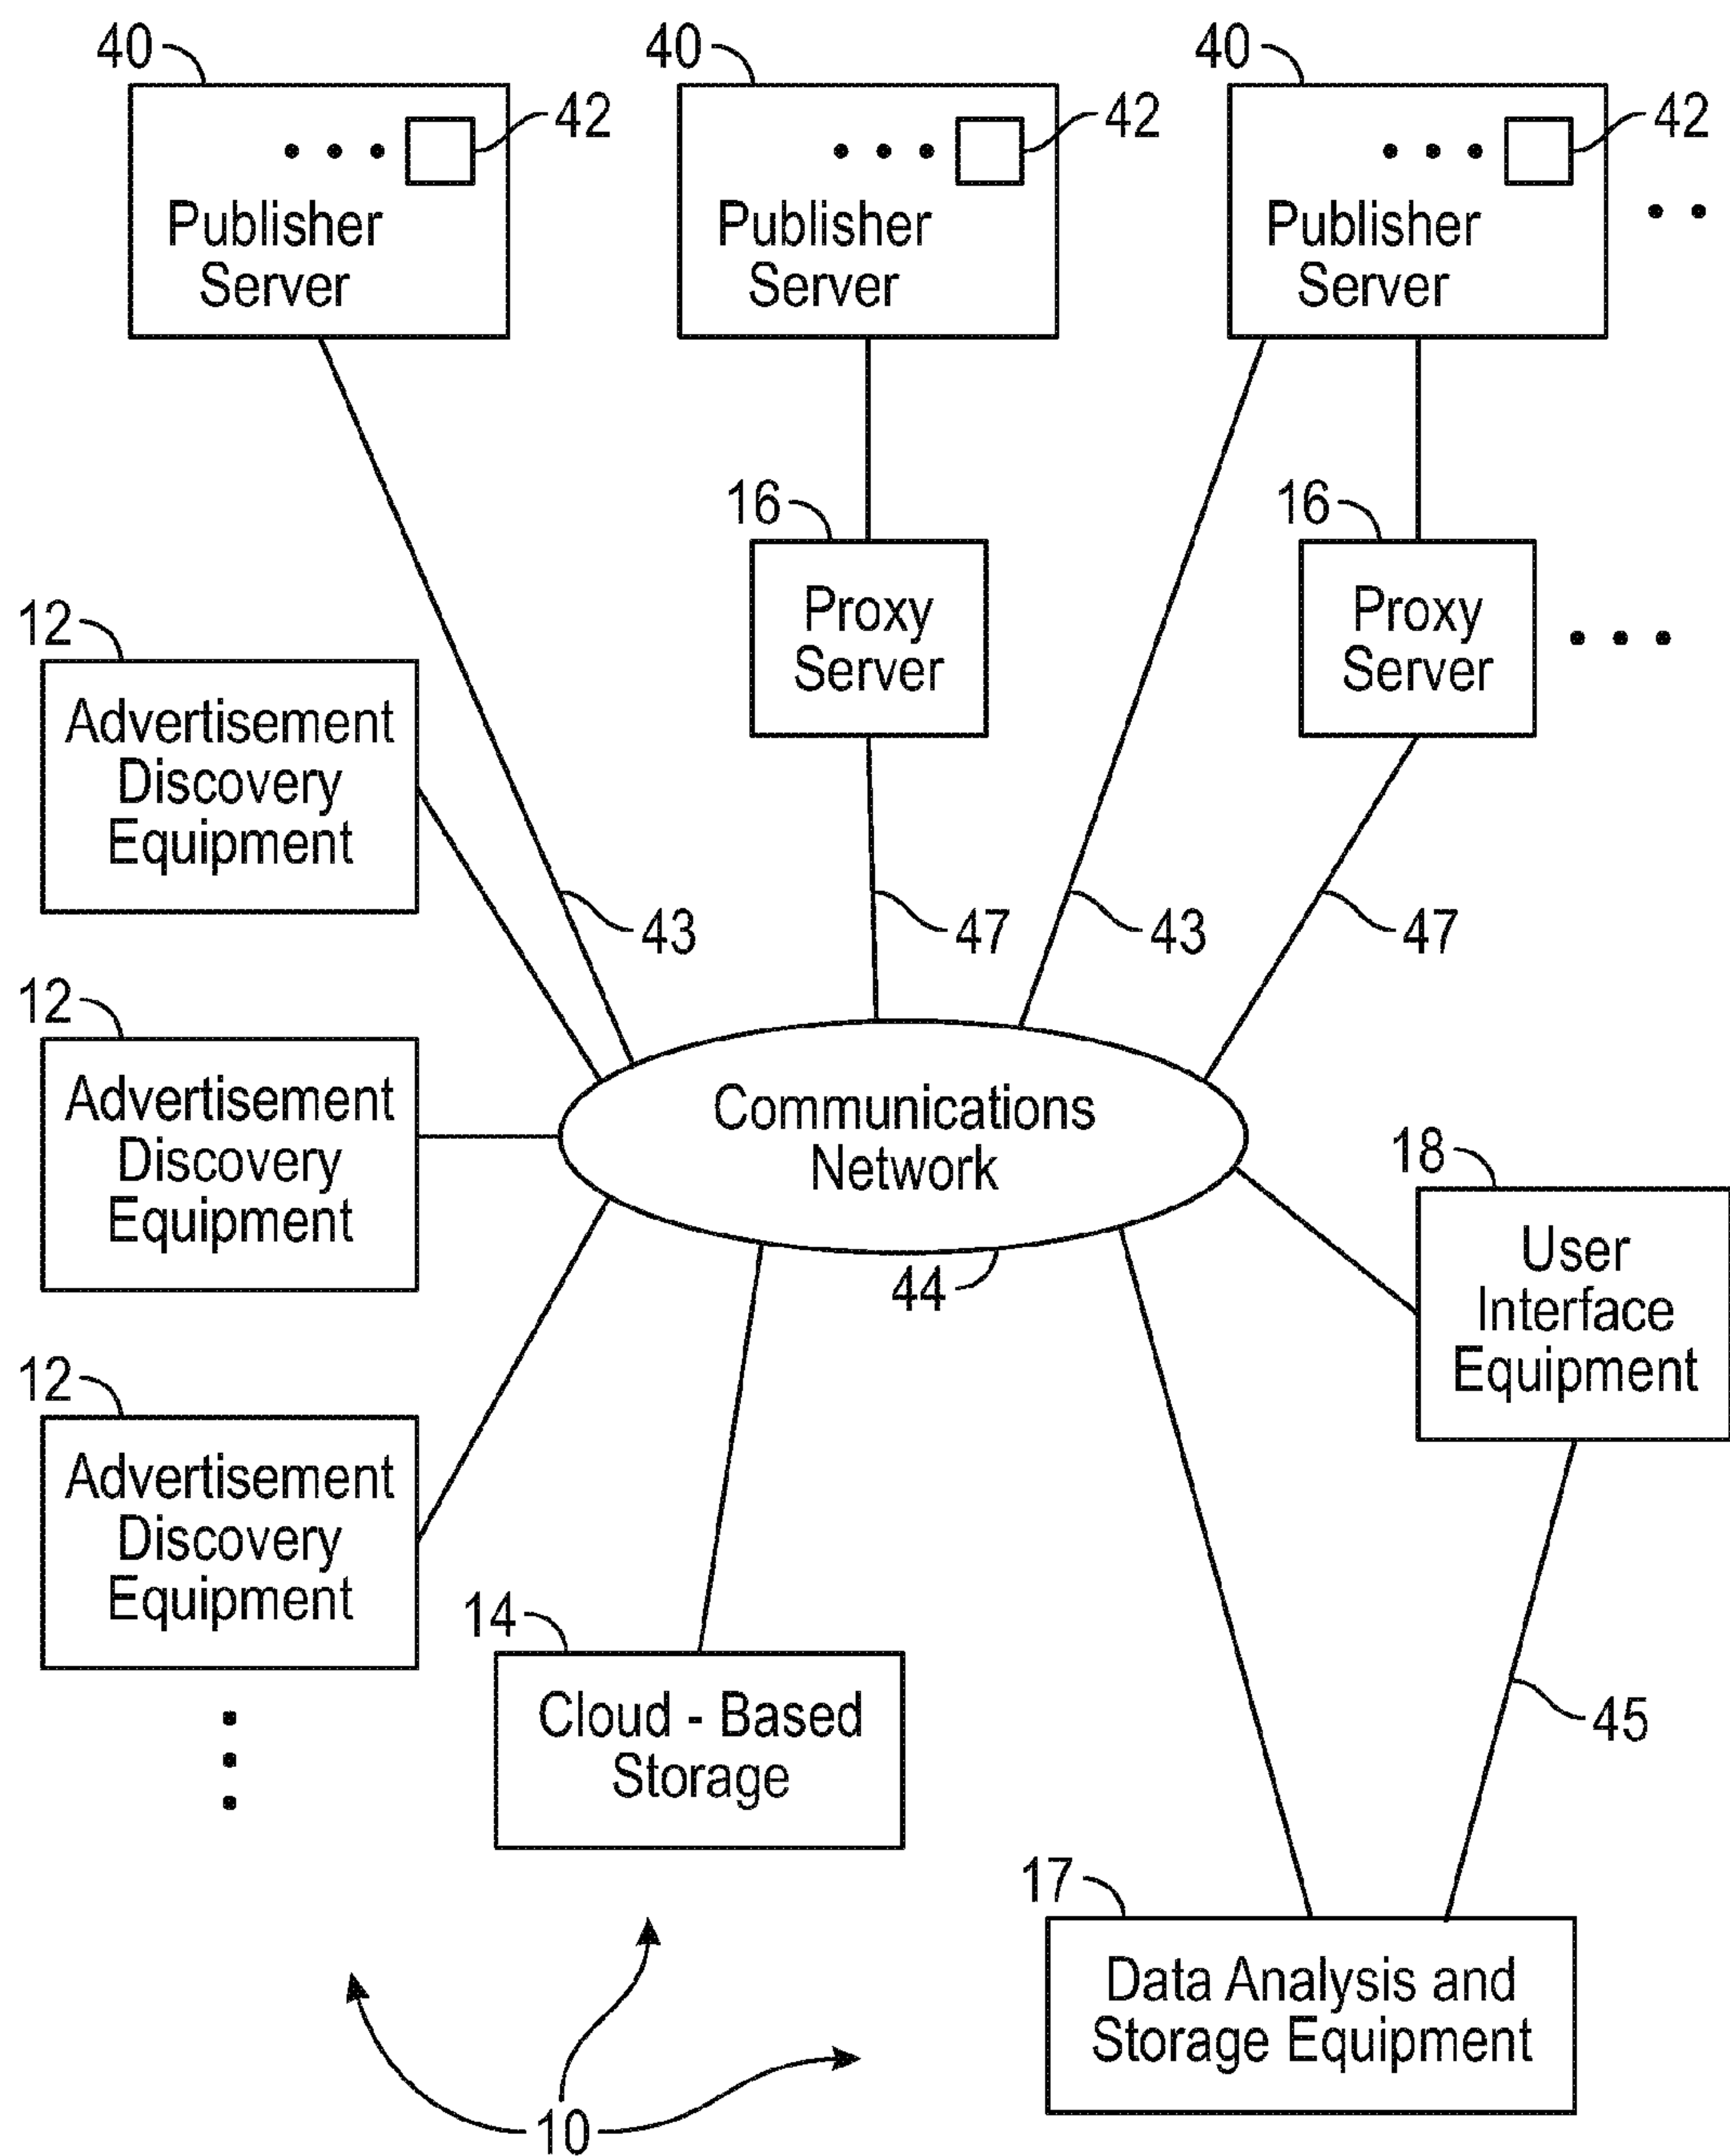 40
40
40
42
42
42
Publisher
Server
Publisher
Server
Publisher
Server
16
16
Proxy
Server
Proxy
Server
12
Advertisement
Discovery
Equipment
43
47
43
47
12
Advertisement
Discovery
Equipment
Communications
Network
44
18
User
Interface
Equipment
12
Advertisement
Discovery
Equipment
14
Cloud - Based
Storage
45
17
Data Analysis and
Storage Equipment
10